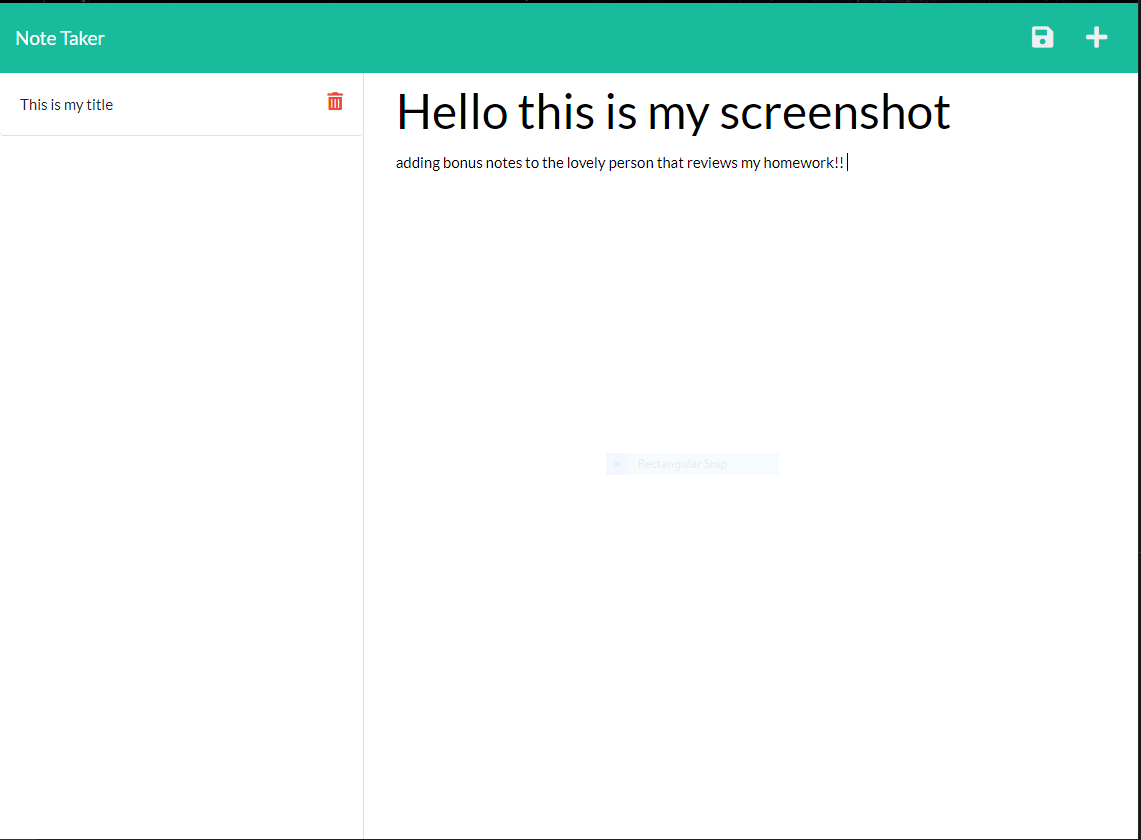 Note Taker
This is my title
Hello this is my screenshot
adding bonus notes to the lovely person that reviews my homework!!
Rectangular Snip